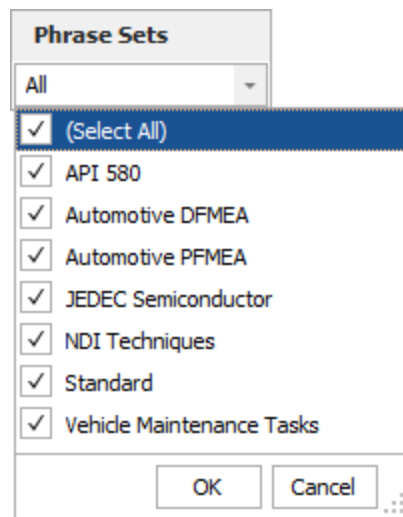 Phrase Sets
All
(Select All)
API 580
Automotive DFMEA
Automotive PFMEA
JEDEC Semiconductor
NDI Techniques
Standard
Vehicle Maintenance Tasks
OK Cancel